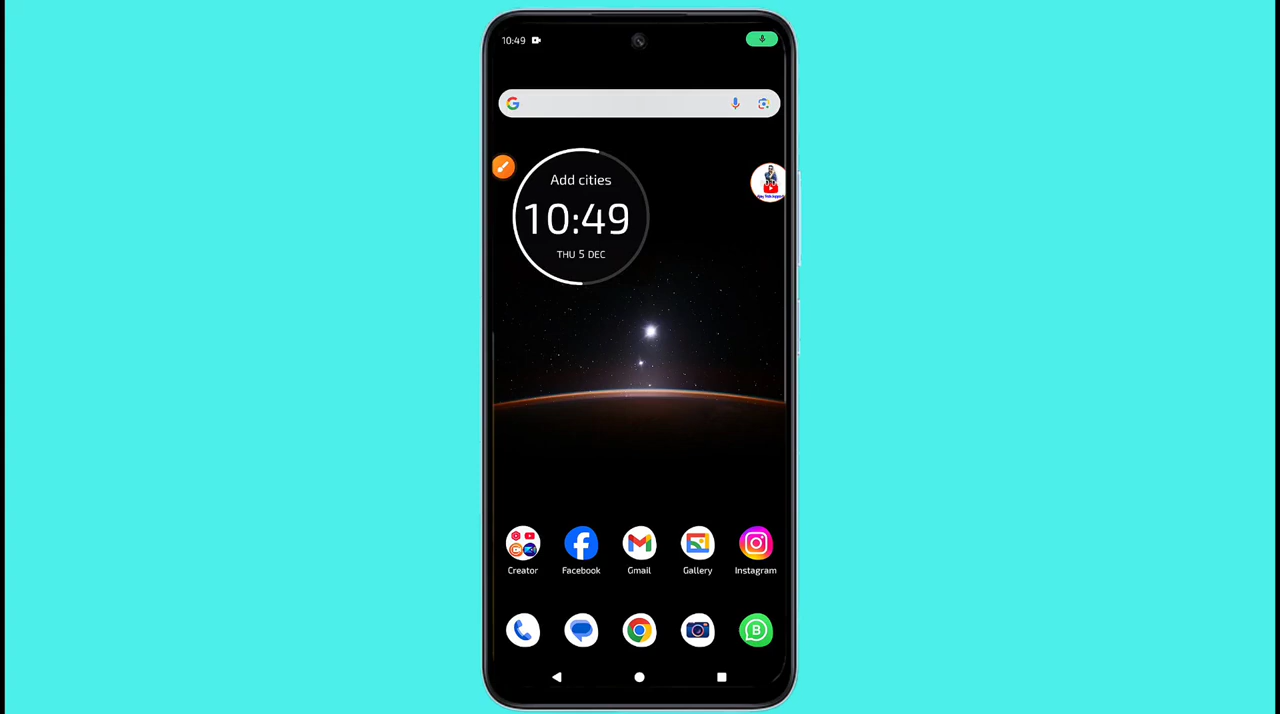 10:49
Add cities
10:49
THU 5 DEC
Creator
Facebook
Gmail
Gallery
Instagram